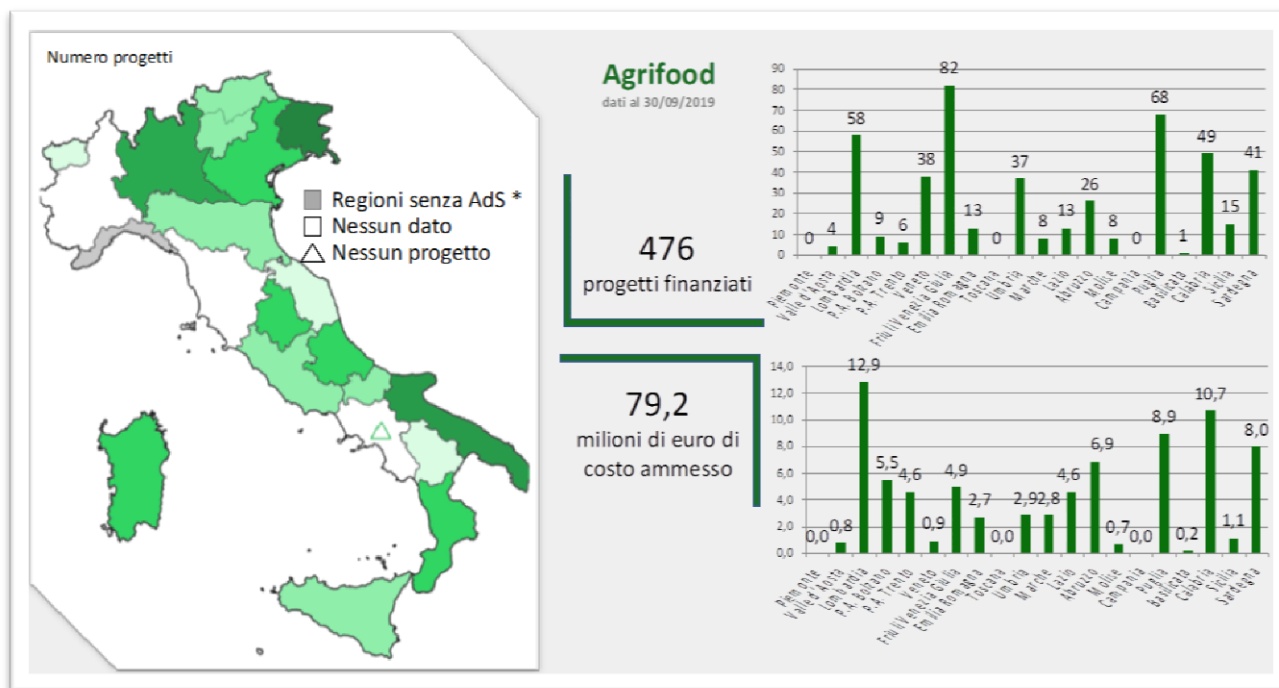 Numero progetti
Regioni senza AdS *
Nessun dato
Nessun progetto
Agrifood
dati al 30/09/2019
476
progetti finanziati
79,2
milioni di euro di
costo ammesso
90
80
70
60
50
40
30
20
10
0
0
4
58
9
6
38
82
13
0
37
8
13
26
8
0
68
1
49
15
41
Piemonte
Valle d'Aosta
Lombardia
P.A. Bolzano
P.A. Trento
Veneto
Friuli Venezia Giulia
Emilia Romagna
Toscana
Umbria
Marche
Lazio
Abruzzo
Molise
Campania
Puglia
Basilicata
Calabria
Sicilia
Sardegna
14,0
12,0
10,0
8,0
6,0
4,0
2,0
0,0
0,0
0,8
12,9
5,5
4,6
0,9
4,9
2,7
0,0
2,9
2,8
4,6
6,9
0,7
0,0
8,9
0,2
10,7
1,1
8,0
Piemonte
Valle d'Aosta
Lombardia
P.A. Bolzano
P.A. Trento
Veneto
Friuli Venezia Giulia
Emilia Romagna
Toscana
Umbria
Marche
Lazio
Abruzzo
Molise
Campania
Puglia
Basilicata
Calabria
Sicilia
Sardegna